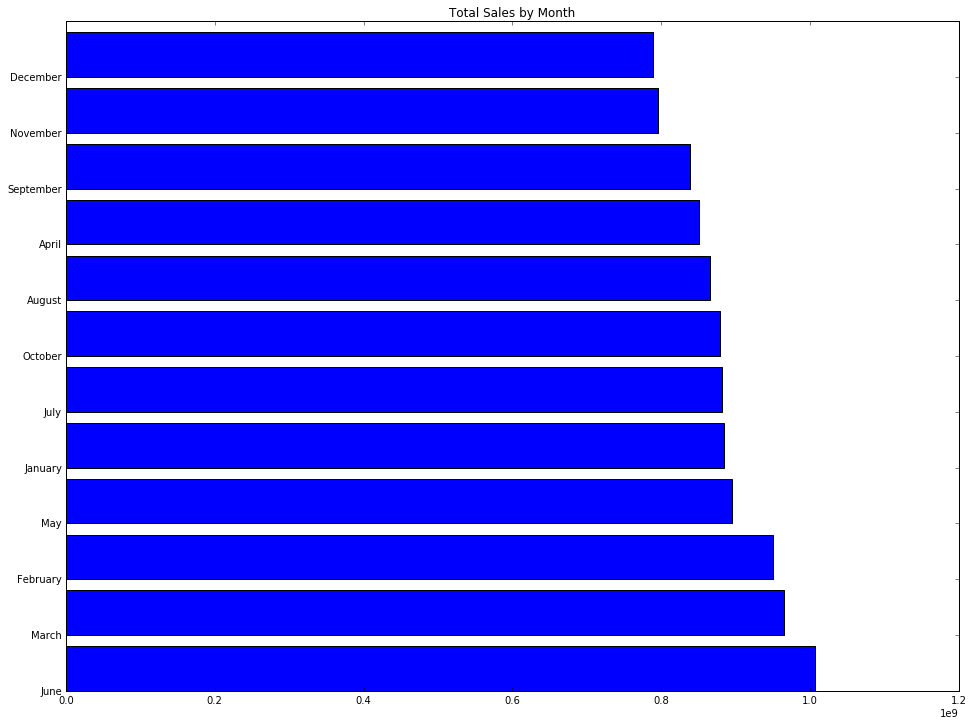 Total Sales by Month
December
November
September
April
August
October
July
January
May
February
March
June
0.0 0.2 0.4 0.6 0.8 1.0 1.2
1e9